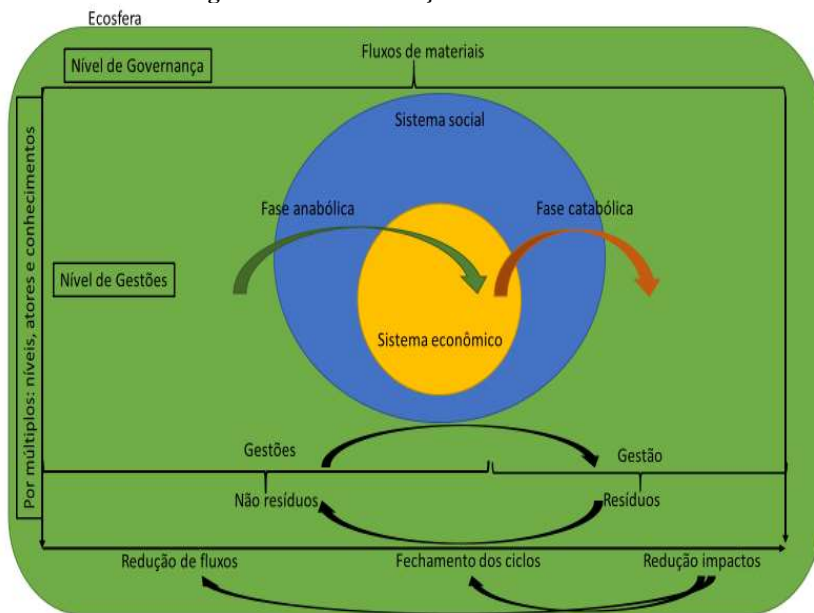 Ecosfera
Fluxos de materiais
Nível de Governança
Sistema social
Fase anabólica
Fase catabólica
Nível de Gestões
Sistema econômico
Por múltiplos: níveis, atores e conhecimentos
Gestões
Gestão
Não resíduos
Resíduos
Redução de fluxos
Fechamento dos ciclos
Redução impactos